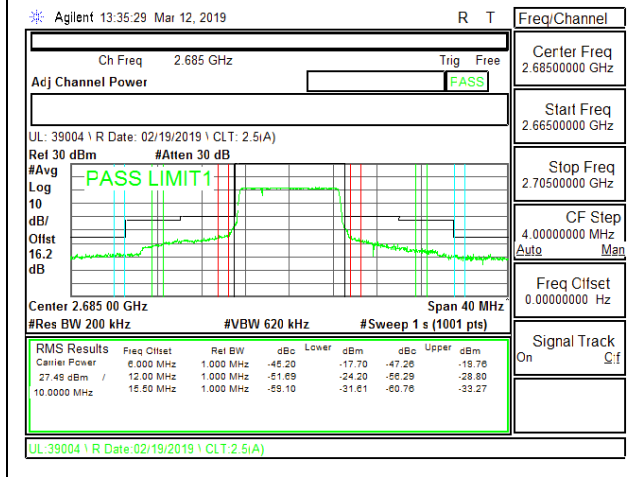 Agilent 13:35:29 Mar 12, 2019 R T
Freq/Channel
Ch Freq 2.685 GHz Trig Free
Adj Channel Power PASS
Center Freq
2.68500000 GHz
Start Freq
2.66500000 GHz
Stop Freq
2.70500000 GHz
CF Step
4.00000000 MHz
Auto Man
Freq Offset
0.00000000 Hz
Signal Track
On Off
UL: 39004 \ R Date: 02/19/2019 \ CLT: 2.5(A)
Ref 30 dBm #Atten 30 dB
#Avg
Log
10
dB/
Offst
16.2
dB
PASS LIMIT1
Center 2.685 00 GHz Span 40 MHz
#Res BW 200 kHz #VBW 620 kHz #Sweep 1 s (1001 pts)
RMS Results Freq Offset Ref BW dBc Lower dBm dBc Upper dBm
Carrier Power 6.000 MHz 1.000 MHz -45.20 -17.70 -47.26 -19.76
27.49 dBm / 12.00 MHz 1.000 MHz -51.69 -24.20 -56.29 -28.80
10.0000 MHz 15.50 MHz 1.000 MHz -59.10 -31.61 -60.76 -33.27
UL:39004 \ R Date:02/19/2019 \ CLT:2.5(A)